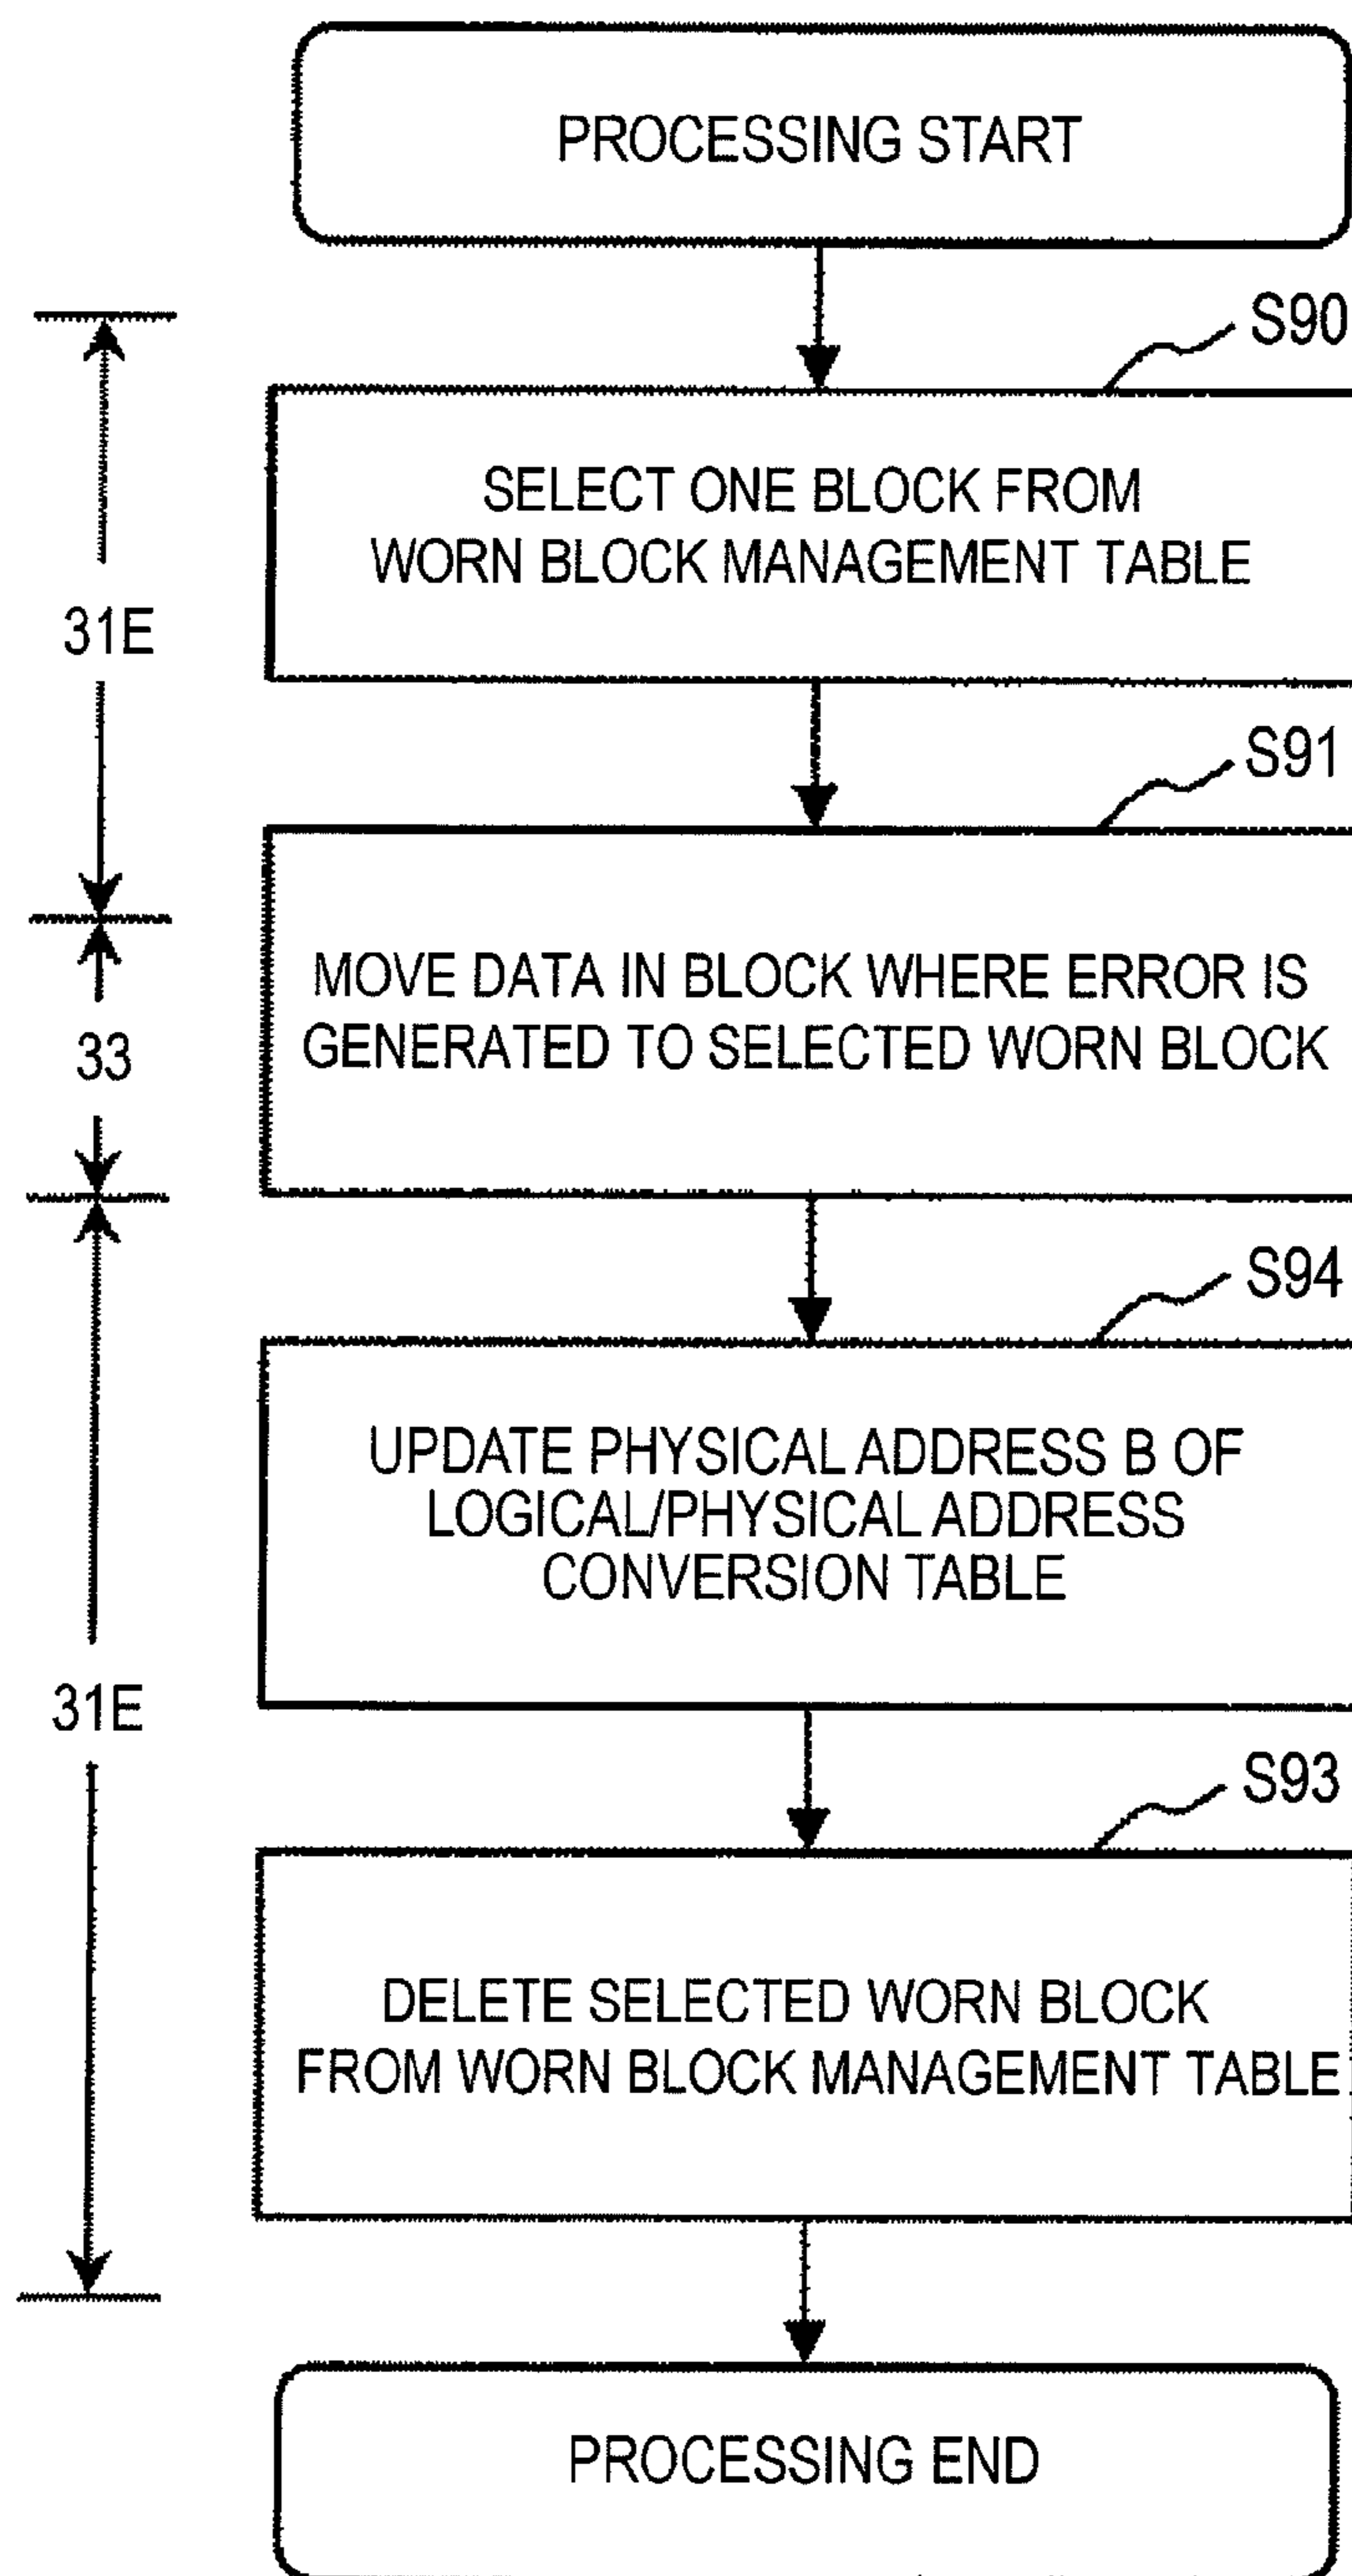 PROCESSING START
S90
SELECT ONE BLOCK FROM
WORN BLOCK MANAGEMENT TABLE
31E
S91
MOVE DATA IN BLOCK WHERE ERROR IS
GENERATED TO SELECTED WORN BLOCK
33
S94
UPDATE PHYSICAL ADDRESS B OF
LOGICAL/PHYSICAL ADDRESS
CONVERSION TABLE
31E
S93
DELETE SELECTED WORN BLOCK
FROM WORN BLOCK MANAGEMENT TABLE
PROCESSING END